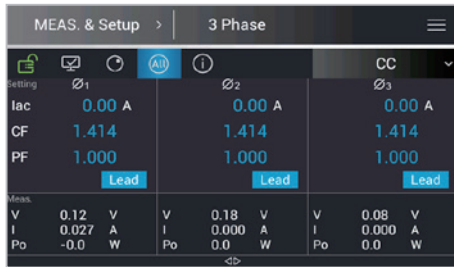 MEAS. & Setup > 3 Phase
All i CC
Setting Ø1 Ø2 Ø3
Iac 0.00 A 0.00 A 0.00 A
CF 1.414 1.414 1.414
PF 1.000 1.000 1.000
Lead Lead Lead
Meas.
V 0.12 V V 0.18 V V 0.08 V
I 0.027 A I 0.000 A I 0.000 A
Po -0.0 W Po 0.0 W Po 0.0 W